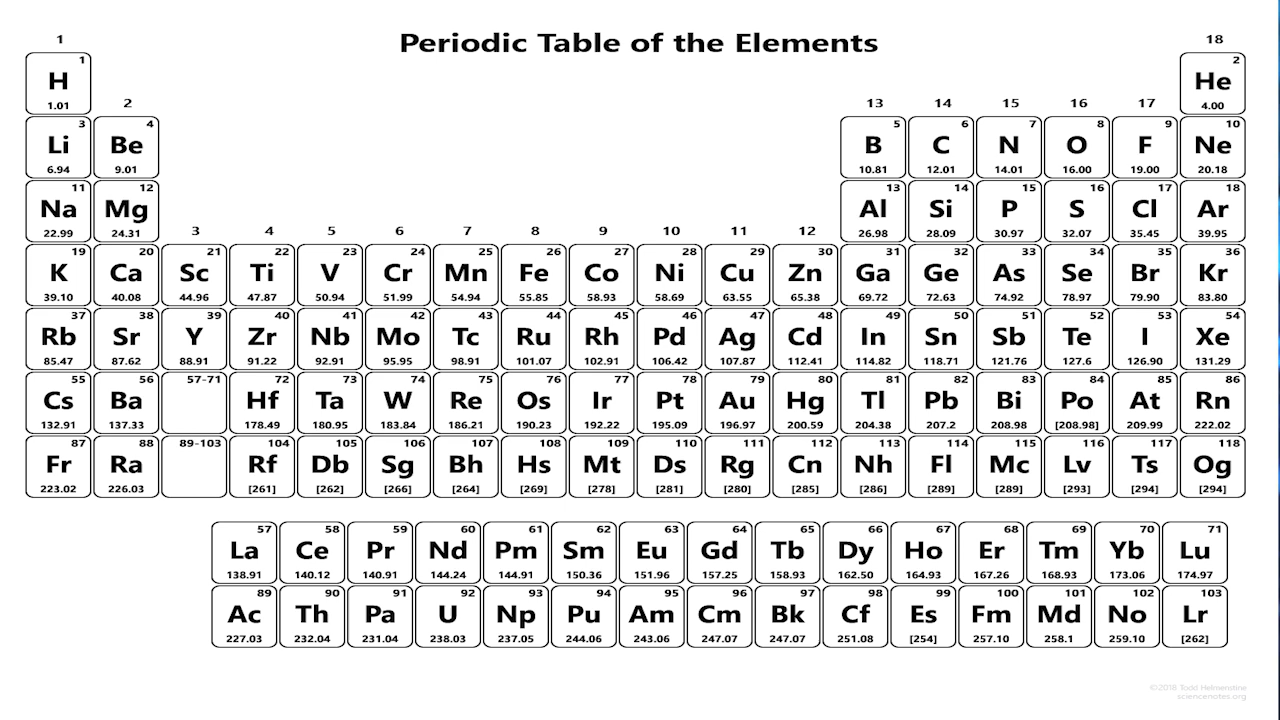 Periodic Table of the Elements
1 18
1 2
H He
1.01 2 13 14 15 16 17 4.00
3 4 5 6 7 8 9 10
Li Be B C N O F Ne
6.94 9.01 10.81 12.01 14.01 16.00 19.00 20.18
11 12 13 14 15 16 17 18
Na Mg Al Si P S Cl Ar
22.99 24.31 3 4 5 6 7 8 9 10 11 12 26.98 28.09 30.97 32.07 35.45 39.95
19 20 21 22 23 24 25 26 27 28 29 30 31 32 33 34 35 36
K Ca Sc Ti V Cr Mn Fe Co Ni Cu Zn Ga Ge As Se Br Kr
39.10 40.08 44.96 47.87 50.94 51.99 54.94 55.85 58.93 58.69 63.55 65.38 69.72 72.63 74.92 78.97 79.90 83.80
37 38 39 40 41 42 43 44 45 46 47 48 49 50 51 52 53 54
Rb Sr Y Zr Nb Mo Tc Ru Rh Pd Ag Cd In Sn Sb Te I Xe
85.47 87.62 88.91 91.22 92.91 95.95 98.91 101.07 102.91 106.42 107.87 112.41 114.82 118.71 121.76 127.6 126.90 131.29
55 56 57-71 72 73 74 75 76 77 78 79 80 81 82 83 84 85 86
Cs Ba Hf Ta W Re Os Ir Pt Au Hg Tl Pb Bi Po At Rn
132.91 137.33 178.49 180.95 183.84 186.21 190.23 192.22 195.09 196.97 200.59 204.38 207.2 208.98 [208.98] 209.99 222.02
87 88 89-103 104 105 106 107 108 109 110 111 112 113 114 115 116 117 118
Fr Ra Rf Db Sg Bh Hs Mt Ds Rg Cn Nh Fl Mc Lv Ts Og
223.02 226.03 [261] [262] [266] [264] [269] [278] [281] [280] [285] [286] [289] [289] [293] [294] [294]
57 58 59 60 61 62 63 64 65 66 67 68 69 70 71
La Ce Pr Nd Pm Sm Eu Gd Tb Dy Ho Er Tm Yb Lu
138.91 140.12 140.91 144.24 144.91 150.36 151.96 157.25 158.93 162.50 164.93 167.26 168.93 173.06 174.97
89 90 91 92 93 94 95 96 97 98 99 100 101 102 103
Ac Th Pa U Np Pu Am Cm Bk Cf Es Fm Md No Lr
227.03 232.04 231.04 238.03 237.05 244.06 243.06 247.07 247.07 251.08 [254] 257.10 258.1 259.10 [262]
©2018 Todd Helmenstine
sciencenotes.org